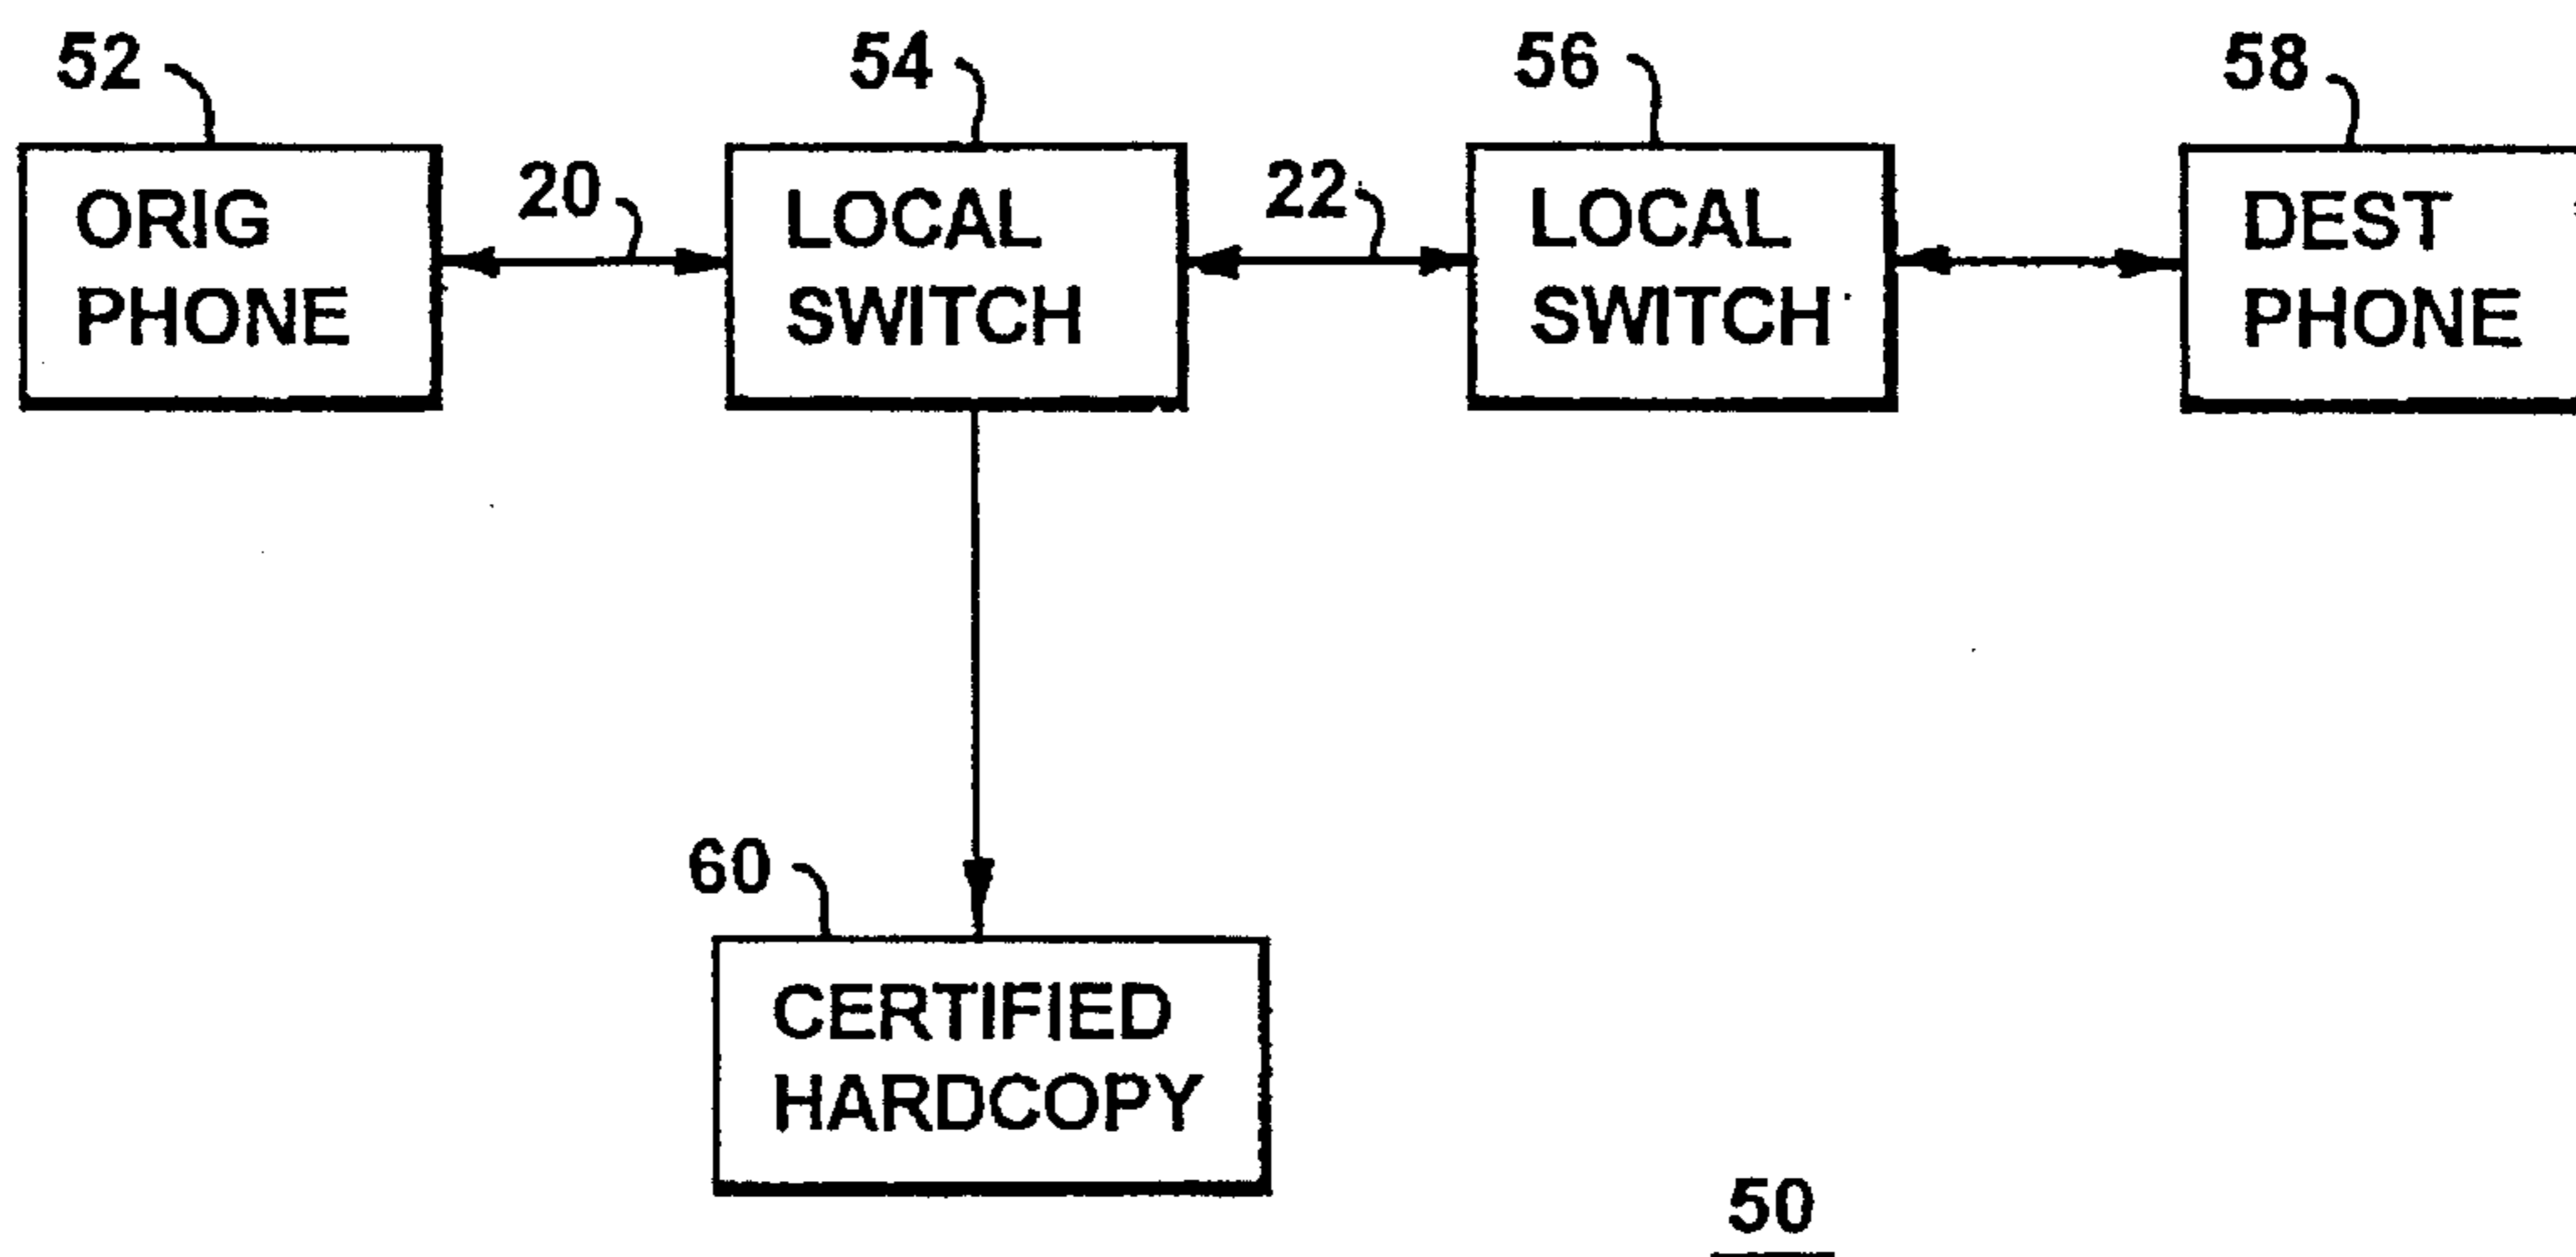 52
54
56
58
ORIG
PHONE
20
LOCAL
SWITCH
22
LOCAL
SWITCH
DEST
PHONE
60
CERTIFIED
HARDCOPY
50